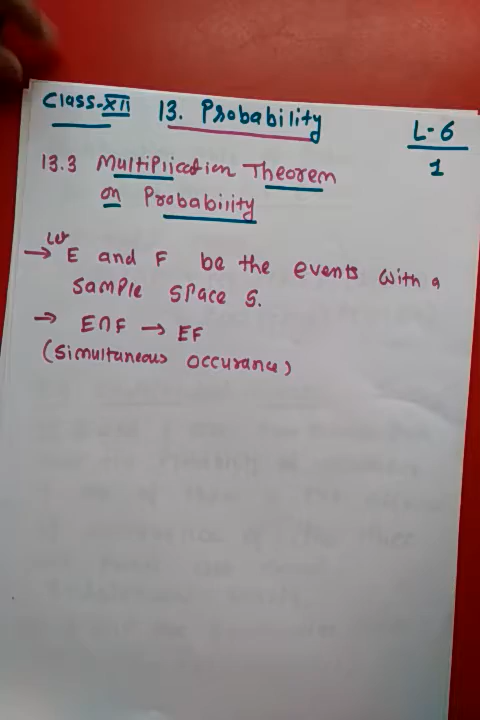 Class-XII 13. Probability
L-6
1
13.3 Multiplication Theorem
on Probability
→ Let E and F be the events with a
sample space S.
→ E∩F → EF
(simultaneous occurance)